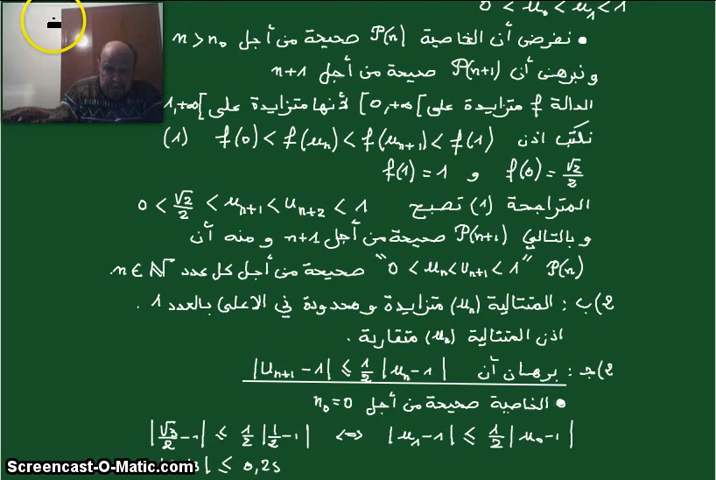 0 < u₀ < u₁ < 1
• نفرض أن الخاصية P(n) صحيحة من أجل n > n₀
و نبرهن أن P(n+1) صحيحة من أجل n+1
الدالة f متزايدة على [0,+∞[ لأنها متزايدة على ]1,+∞[
نكتب اذن f(0) < f(uₙ) < f(uₙ₊₁) < f(1) (1)
f(0) = √2/2 و f(1) = 1
المتراجحة (1) تصبح 0 < √2/2 < uₙ₊₁ < uₙ₊₂ < 1
و بالتالي P(n+1) صحيحة من أجل n+1 و منه أن
P(n) "0 < uₙ < uₙ₊₁ < 1" صحيحة من أجل كل عدد n ∈ ℕ
2)ب : المتتالية (uₙ) متزايدة و محدودة في الاعلى بالعدد 1 .
اذن المتتالية (uₙ) متقاربة .
2)ج : برهان أن |uₙ₊₁ − 1| ≤ 1/2 |uₙ − 1|
• الخاصية صحيحة من أجل n₀ = 0
|√3/2 − 1| ≤ 1/2 |1/2 − 1| ⇔ |u₁ − 1| ≤ 1/2 |u₀ − 1|
| ≤ 0,25
Screencast-O-Matic.com